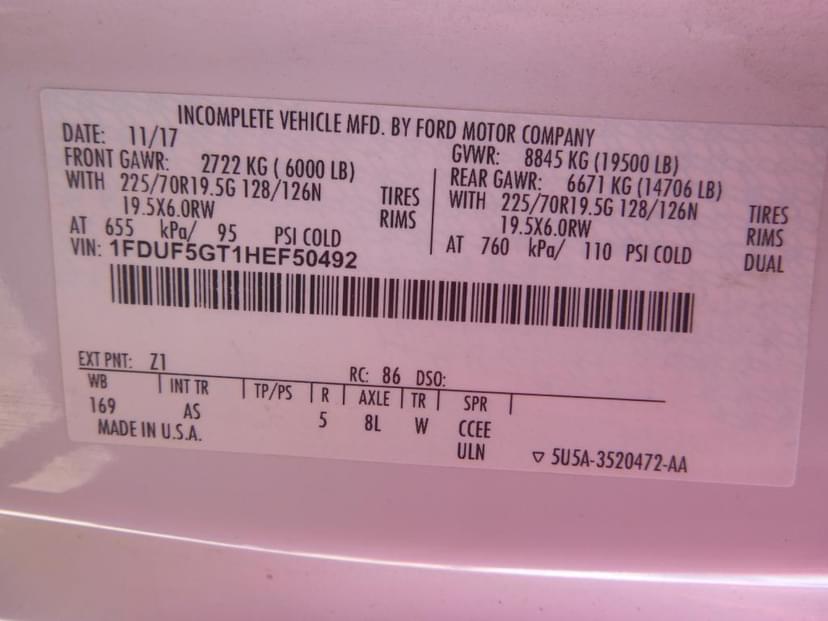 INCOMPLETE VEHICLE MFD. BY FORD MOTOR COMPANY
DATE: 11/17 GVWR: 8845 KG (19500 LB)
FRONT GAWR: 2722 KG ( 6000 LB) REAR GAWR: 6671 KG (14706 LB)
WITH 225/70R19.5G 128/126N TIRES WITH 225/70R19.5G 128/126N TIRES
19.5X6.0RW RIMS 19.5X6.0RW RIMS
AT 655 kPa/ 95 PSI COLD AT 760 kPa/ 110 PSI COLD DUAL
VIN: 1FDUF5GT1HEF50492
EXT PNT: Z1 RC: 86 DSO:
WB INT TR TP/PS R AXLE TR SPR
169 AS 5 8L W CCEE
MADE IN U.S.A. ULN ▽ 5U5A-3520472-AA